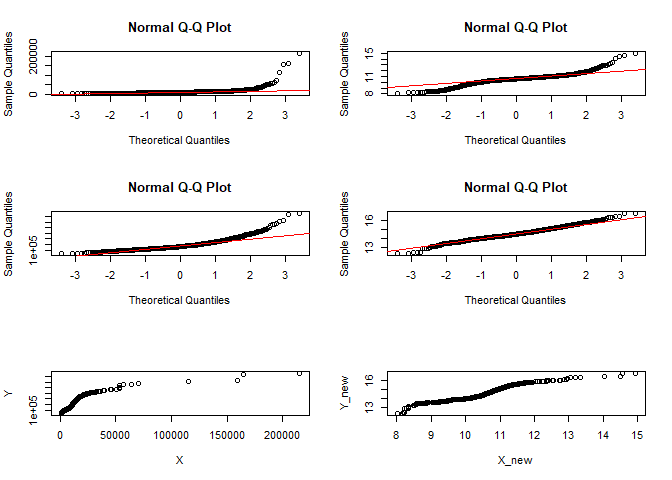 Normal Q-Q Plot
Sample Quantiles
0
200000
-3 -2 -1 0 1 2 3
Theoretical Quantiles
Normal Q-Q Plot
Sample Quantiles
8 11 15
-3 -2 -1 0 1 2 3
Theoretical Quantiles
Normal Q-Q Plot
Sample Quantiles
1e+05
-3 -2 -1 0 1 2 3
Theoretical Quantiles
Normal Q-Q Plot
Sample Quantiles
13 16
-3 -2 -1 0 1 2 3
Theoretical Quantiles
Y
1e+05
0 50000 100000 150000 200000
X
Y_new
13 16
8 9 10 11 12 13 14 15
X_new